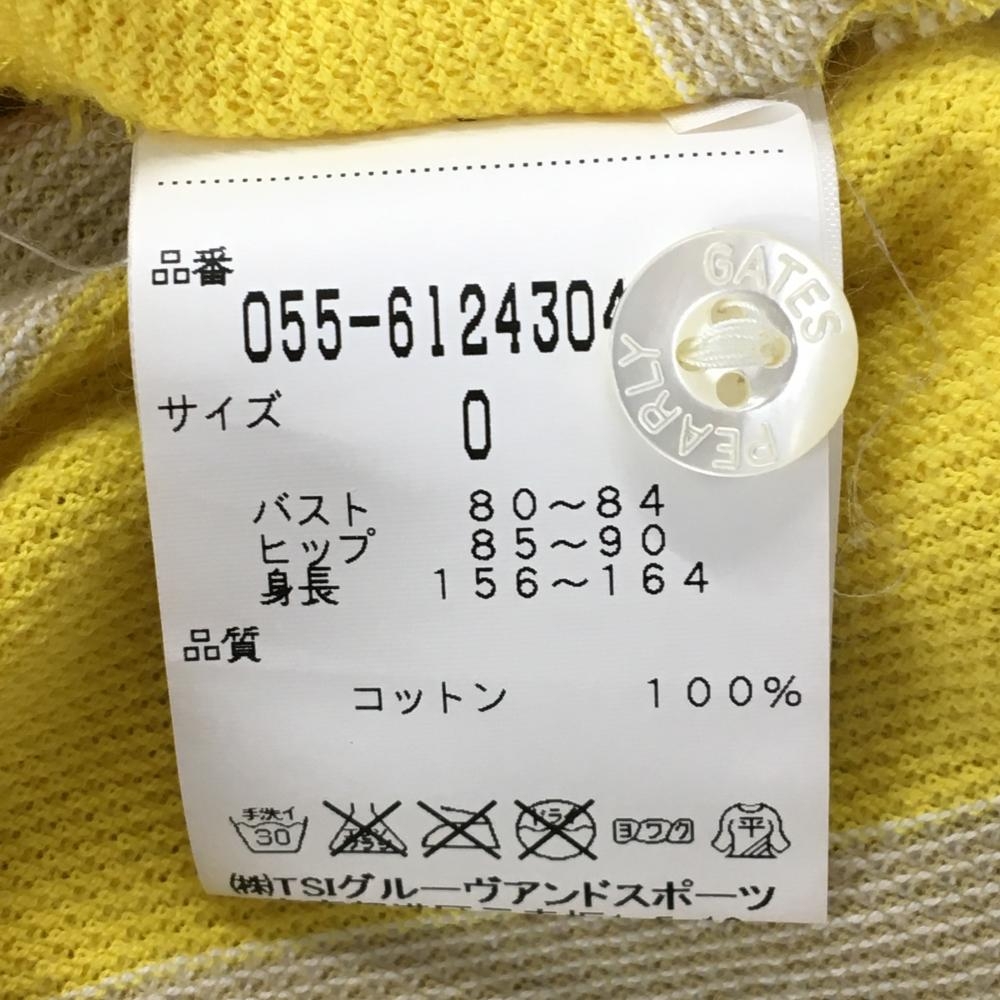 品番
055-6124304
サイズ
0
バスト 80～84
ヒップ 85～90
身長 156～164
品質
コットン 100%
手洗イ
30
ヨワク
平
㈱TSIグルーヴアンドスポーツ
PEARLY GATES